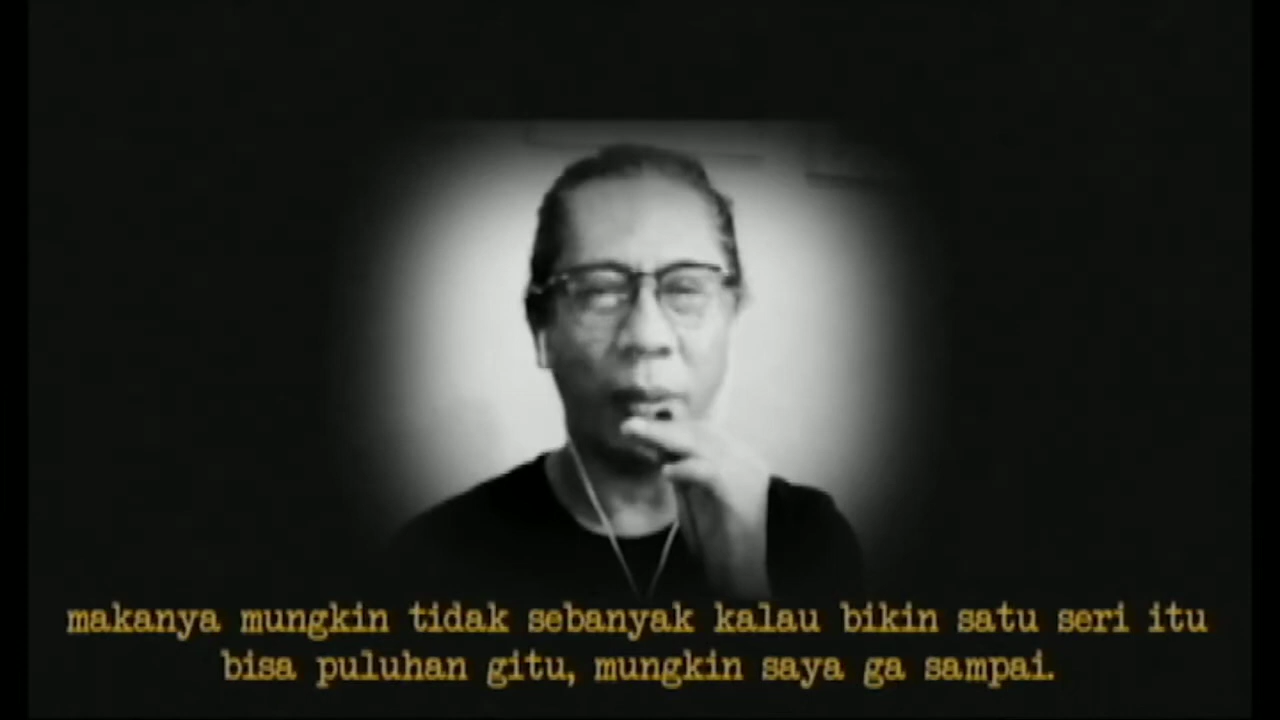 makanya mungkin tidak sebanyak kalau bikin satu seri itu
bisa puluhan gitu, mungkin saya ga sampai.